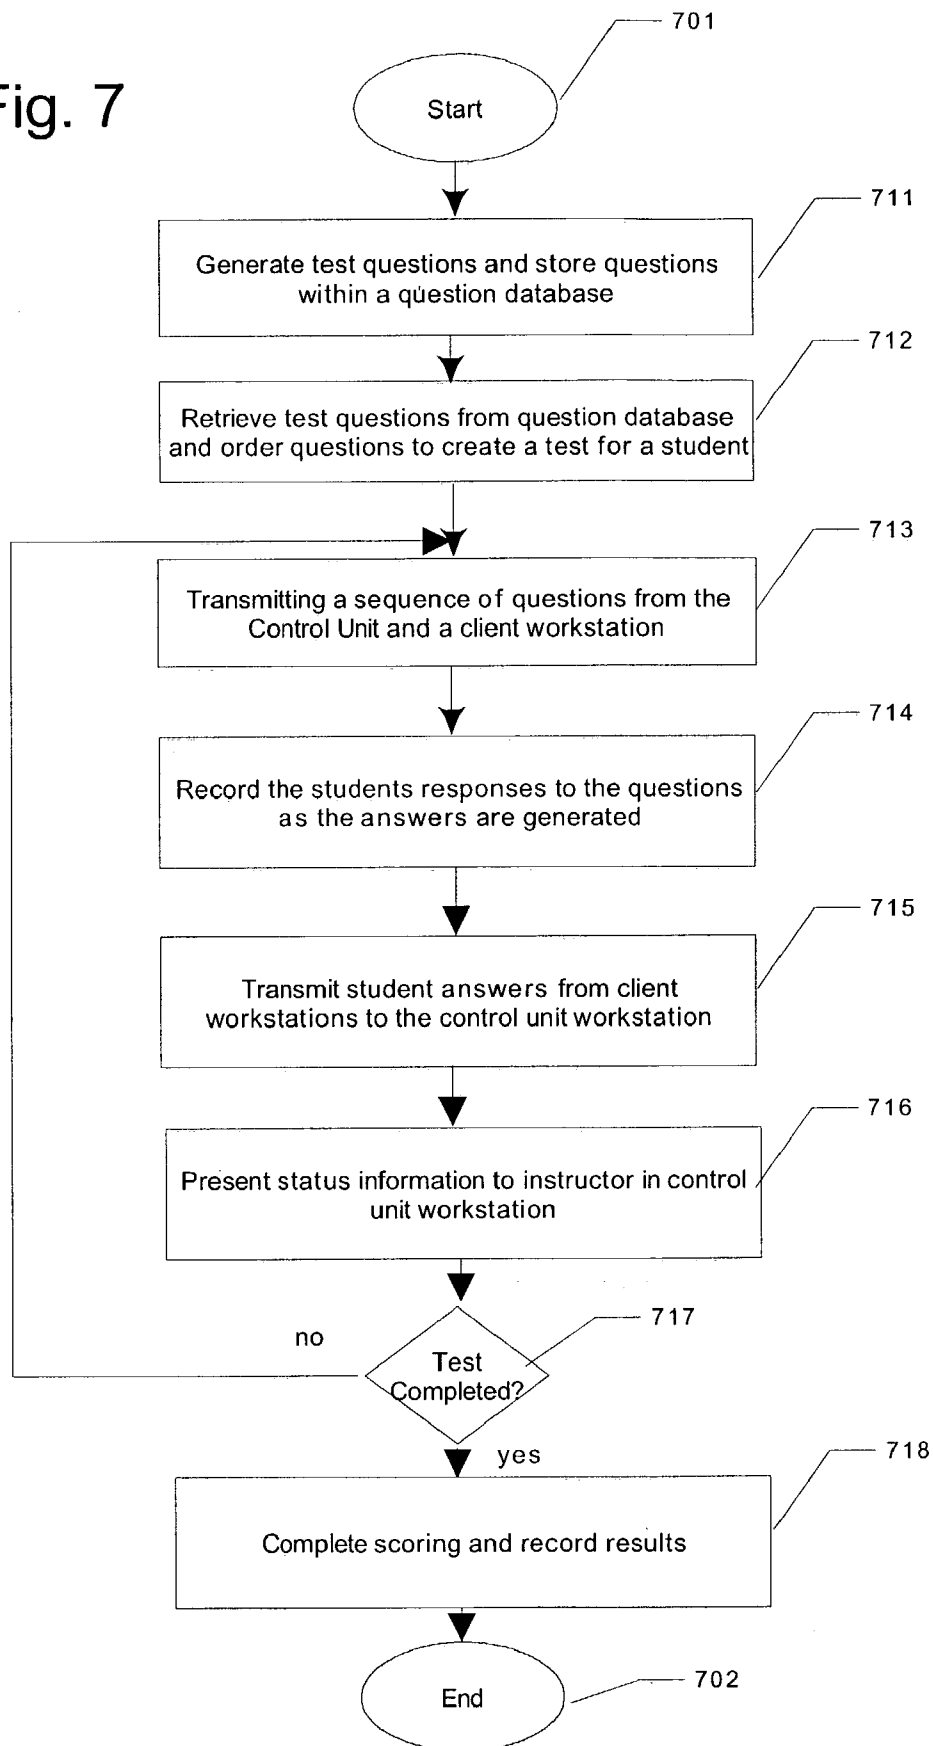 Fig. 7
701
Start
711
Generate test questions and store questions
within a question database
712
Retrieve test questions from question database
and order questions to create a test for a student
713
Transmitting a sequence of questions from the
Control Unit and a client workstation
714
Record the students responses to the questions
as the answers are generated
715
Transmit student answers from client
workstations to the control unit workstation
716
Present status information to instructor in control
unit workstation
717
no
Test
Completed?
yes
718
Complete scoring and record results
702
End